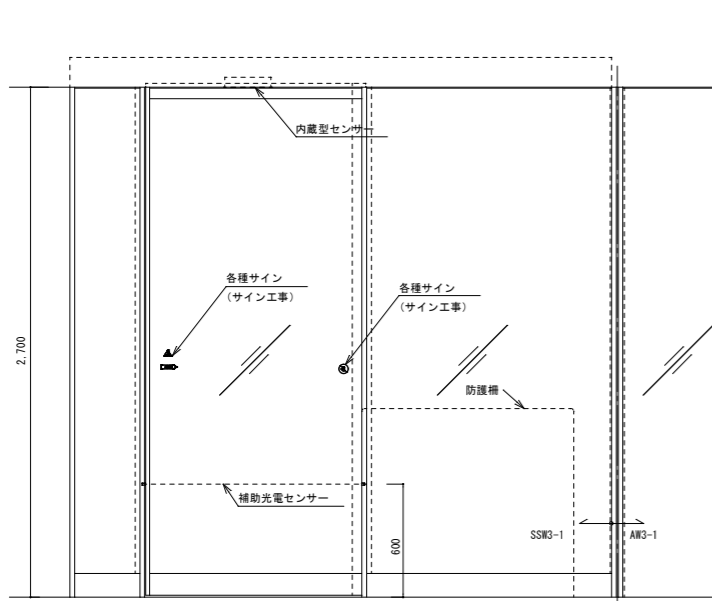 内蔵型センサー
各種サイン
(サイン工事)
各種サイン
(サイン工事)
2,700
防護柵
補助光電センサー
600
SSW3-1
AW3-1